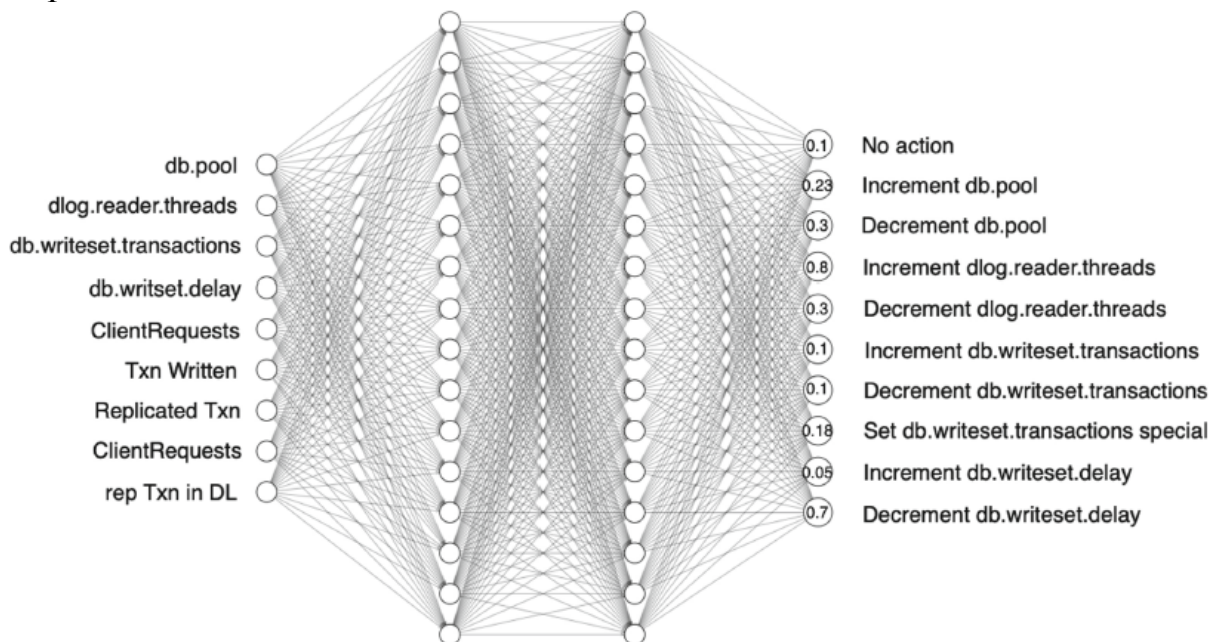 db.pool
dlog.reader.threads
db.writeset.transactions
db.writset.delay
ClientRequests
Txn Written
Replicated Txn
ClientRequests
rep Txn in DL
0.1 No action
0.23 Increment db.pool
0.3 Decrement db.pool
0.8 Increment dlog.reader.threads
0.3 Decrement dlog.reader.threads
0.1 Increment db.writeset.transactions
0.1 Decrement db.writeset.transactions
0.18 Set db.writeset.transactions special
0.05 Increment db.writeset.delay
0.7 Decrement db.writeset.delay